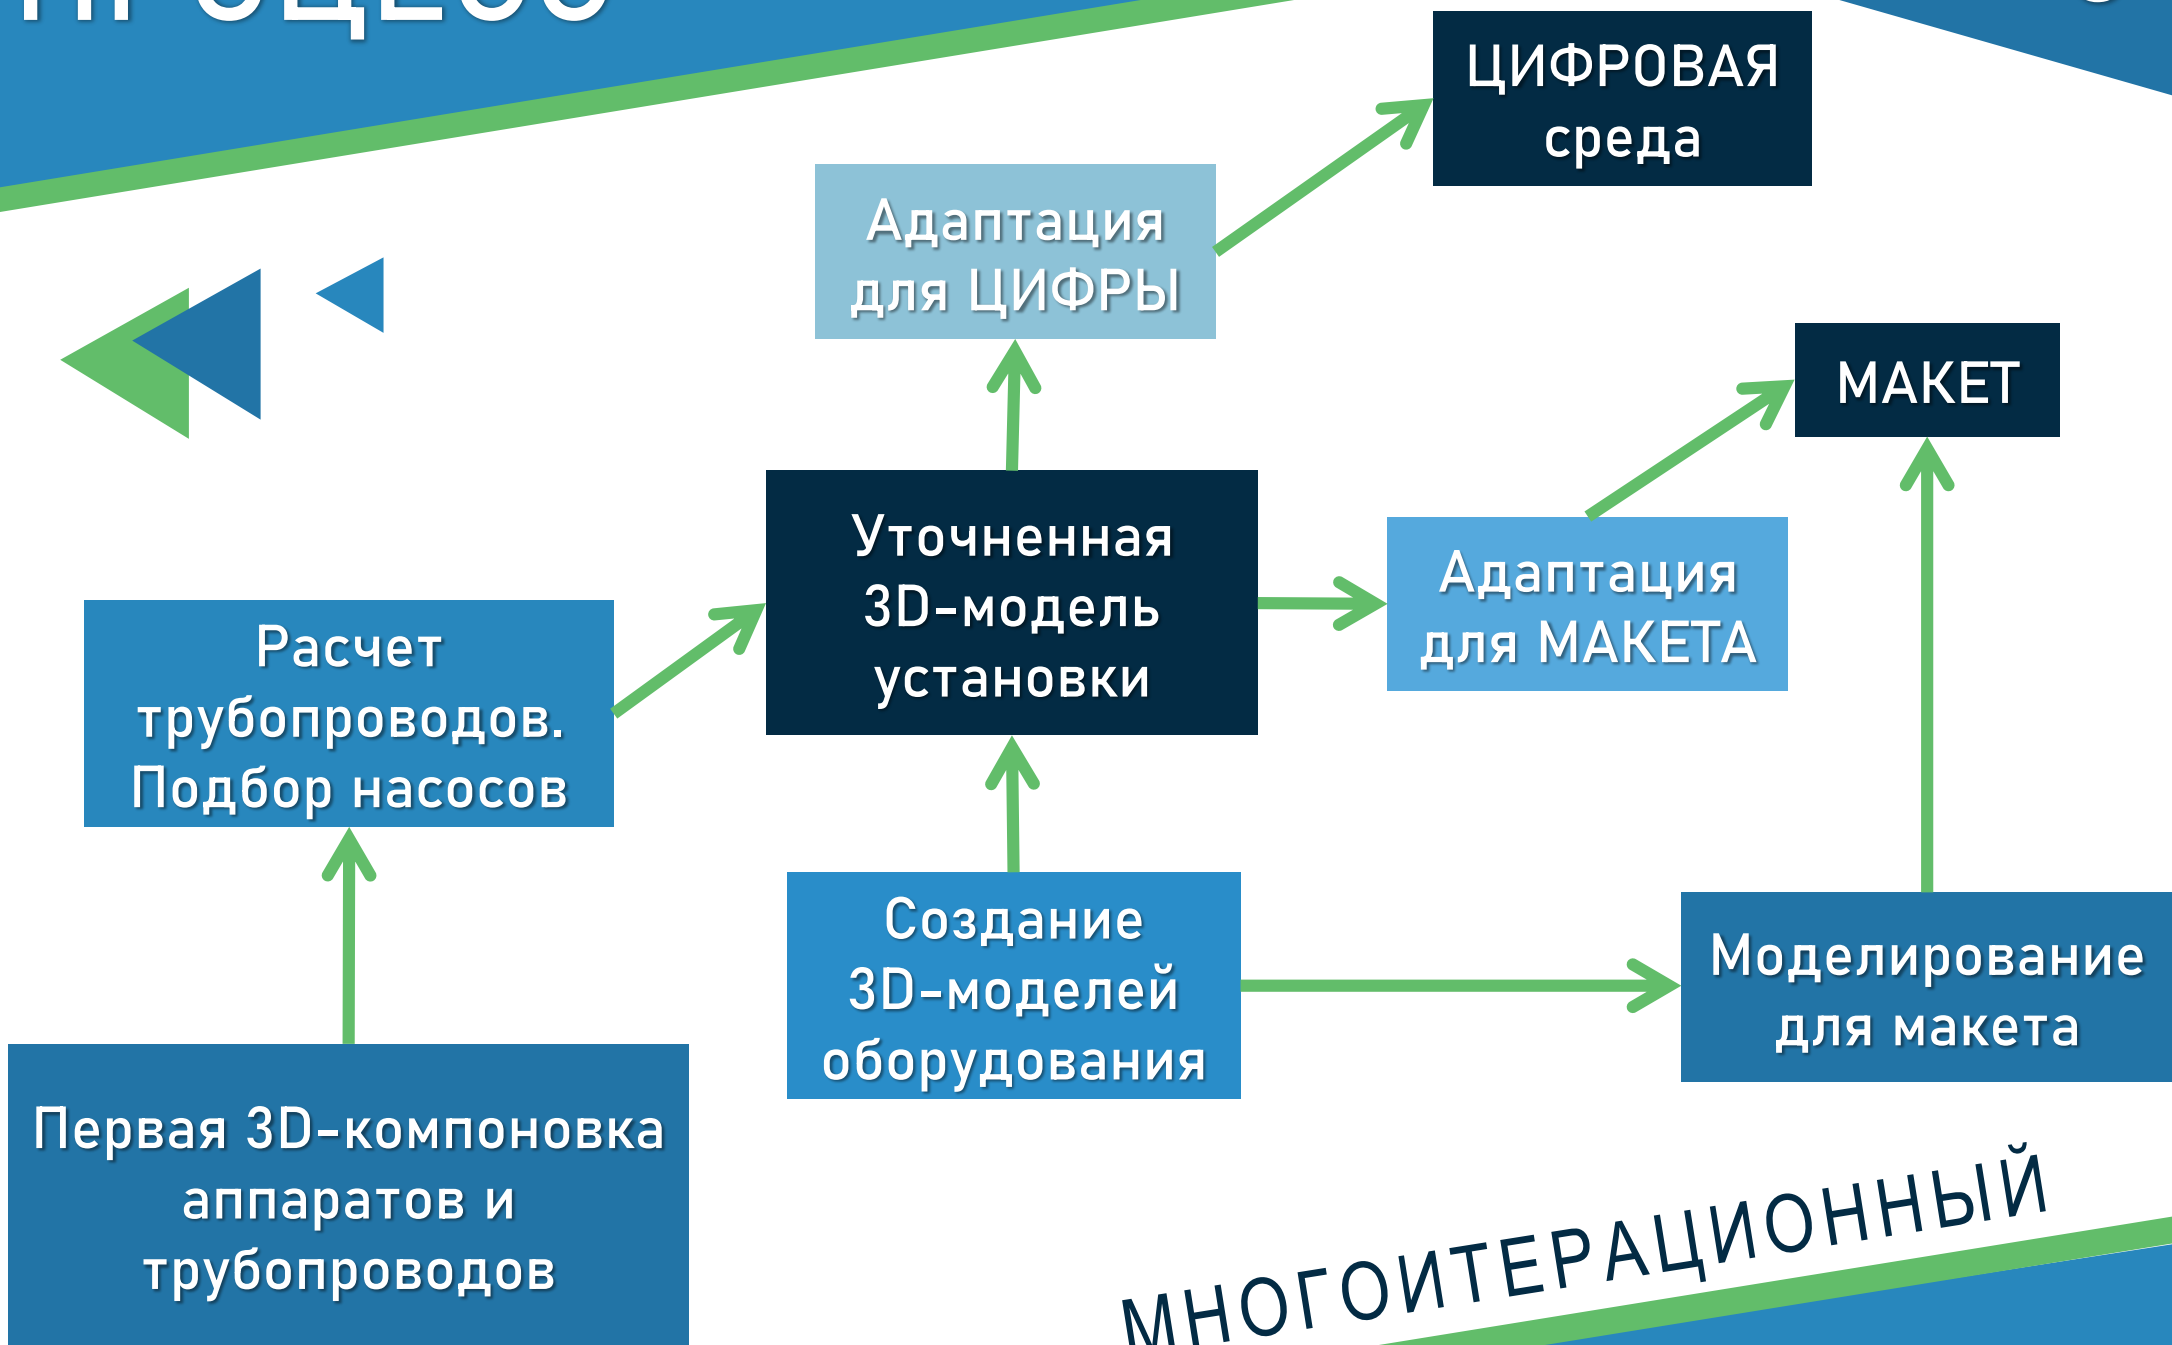 ПРОЦЕСС
ЦИФРОВАЯ
среда
Адаптация
для ЦИФРЫ
МАКЕТ
Уточненная
3D-модель
установки
Адаптация
для МАКЕТА
Расчет
трубопроводов.
Подбор насосов
Создание
3D-моделей
оборудования
Моделирование
для макета
Первая 3D-компоновка
аппаратов и
трубопроводов
МНОГОИТЕРАЦИОННЫЙ